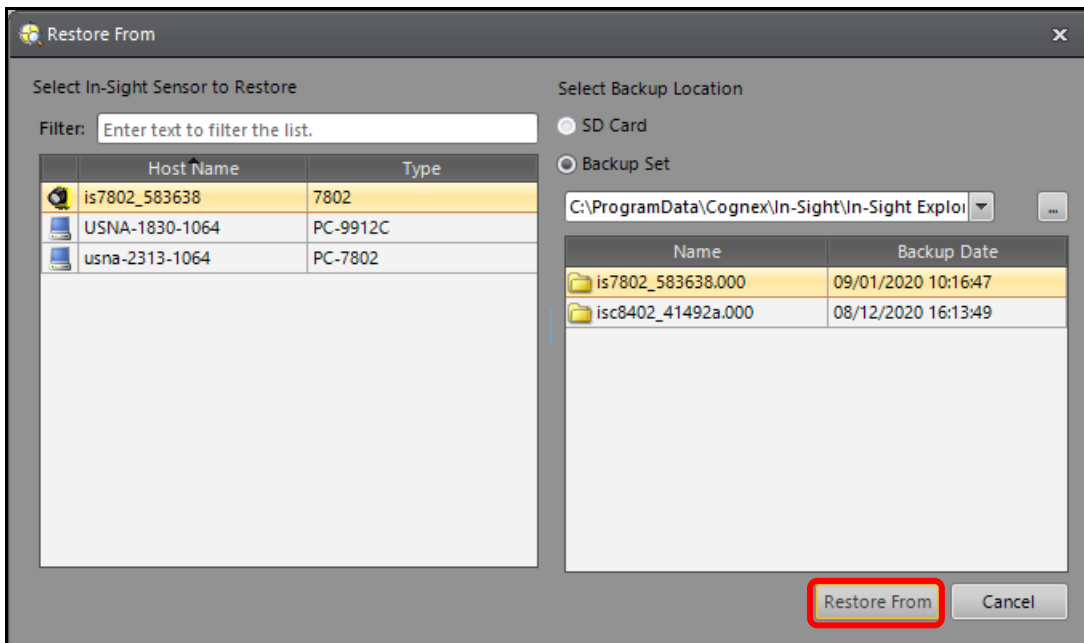 Restore From
Select In-Sight Sensor to Restore
Filter: Enter text to filter the list.
Host Name Type
is7802_583638 7802
USNA-1830-1064 PC-9912C
usna-2313-1064 PC-7802
Select Backup Location
SD Card
Backup Set
C:\ProgramData\Cognex\In-Sight\In-Sight Explor
...
Name Backup Date
is7802_583638.000 09/01/2020 10:16:47
isc8402_41492a.000 08/12/2020 16:13:49
Restore From Cancel